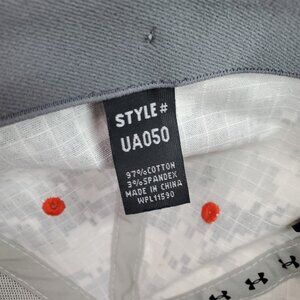 STYLE#
UA050
97%COTTON
3%SPANDEX
MADE IN CHINA
WPL11590